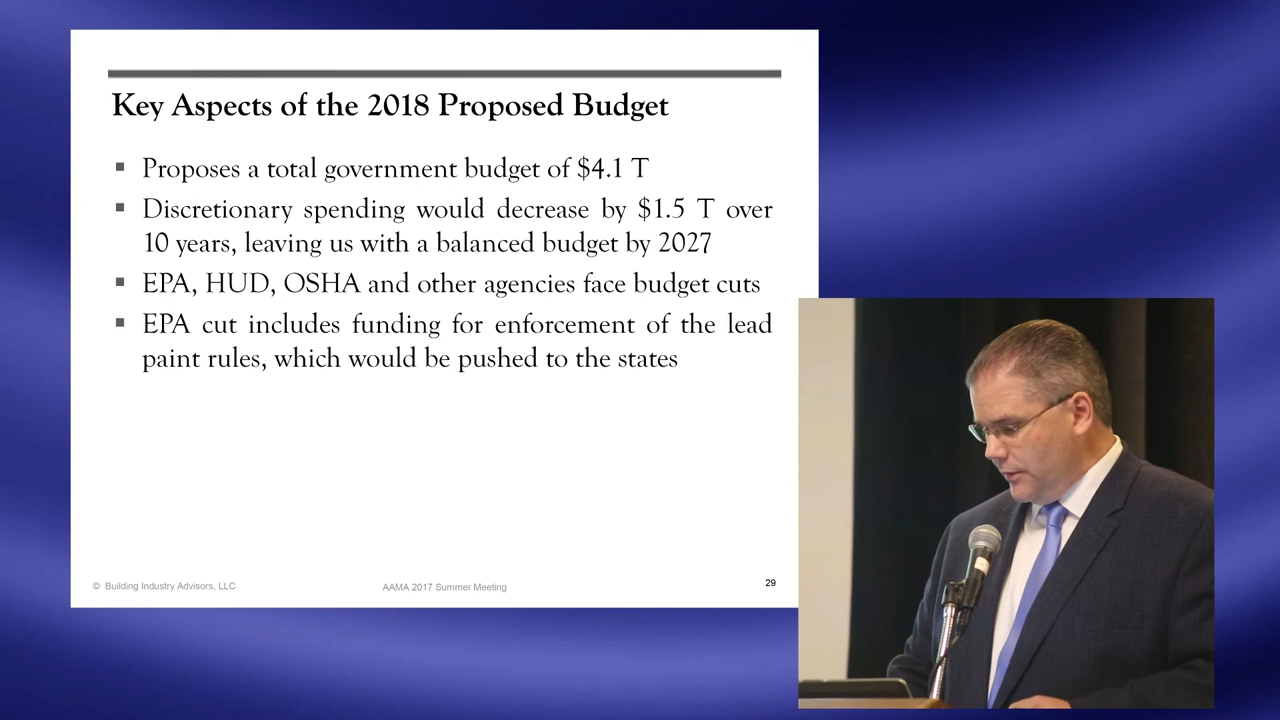 Key Aspects of the 2018 Proposed Budget
▪ Proposes a total government budget of $4.1 T
▪ Discretionary spending would decrease by $1.5 T over
10 years, leaving us with a balanced budget by 2027
▪ EPA, HUD, OSHA and other agencies face budget cuts
▪ EPA cut includes funding for enforcement of the lead
paint rules, which would be pushed to the states
© Building Industry Advisors, LLC
AAMA 2017 Summer Meeting
29